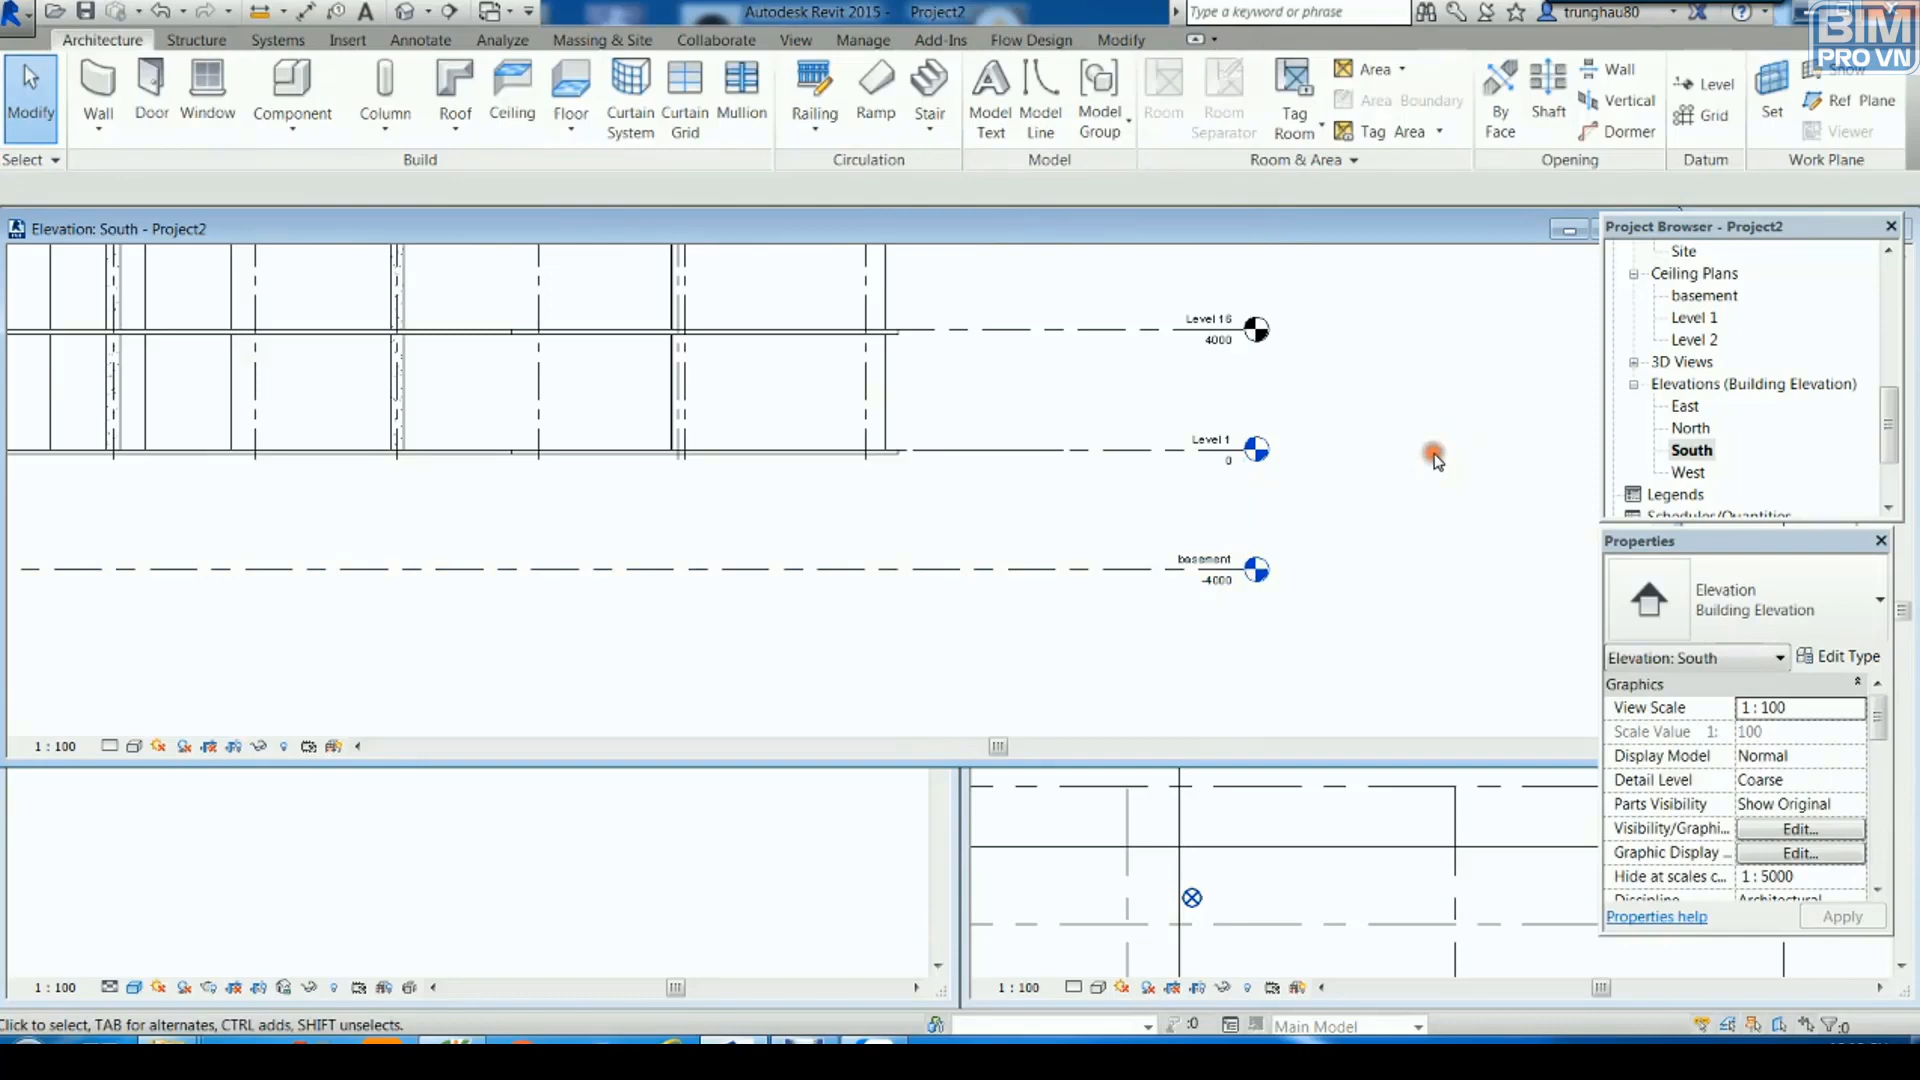 Autodesk Revit 2015 - Project2
Type a keyword or phrase
trunghau80
BIM
PRO VN
Architecture Structure Systems Insert Annotate Analyze Massing & Site Collaborate View Manage Add-Ins Flow Design Modify
Modify
Wall
Door
Window
Component
Column
Roof
Ceiling
Floor
Curtain System
Curtain Grid
Mullion
Railing
Ramp
Stair
Model Text
Model Line
Model Group
Room
Room Separator
Tag Room
Area
Area Boundary
Tag Area
By Face
Shaft
Wall
Vertical
Dormer
Level
Grid
Set
Show
Ref Plane
Viewer
Select
Build
Circulation
Model
Room & Area
Opening
Datum
Work Plane
Elevation: South - Project2
Level 16
4000
Level 1
0
basement
-4000
1 : 100
Project Browser - Project2
Site
Ceiling Plans
basement
Level 1
Level 2
3D Views
Elevations (Building Elevation)
East
North
South
West
Legends
Schedules/Quantities
Properties
Elevation
Building Elevation
Elevation: South
Edit Type
Graphics
View Scale 1 : 100
Scale Value 1: 100
Display Model Normal
Detail Level Coarse
Parts Visibility Show Original
Visibility/Graphi... Edit...
Graphic Display ... Edit...
Hide at scales c... 1 : 5000
Discipline Architectural
Properties help
Apply
1 : 100
1 : 100
Click to select, TAB for alternates, CTRL adds, SHIFT unselects.
:0
Main Model
:0